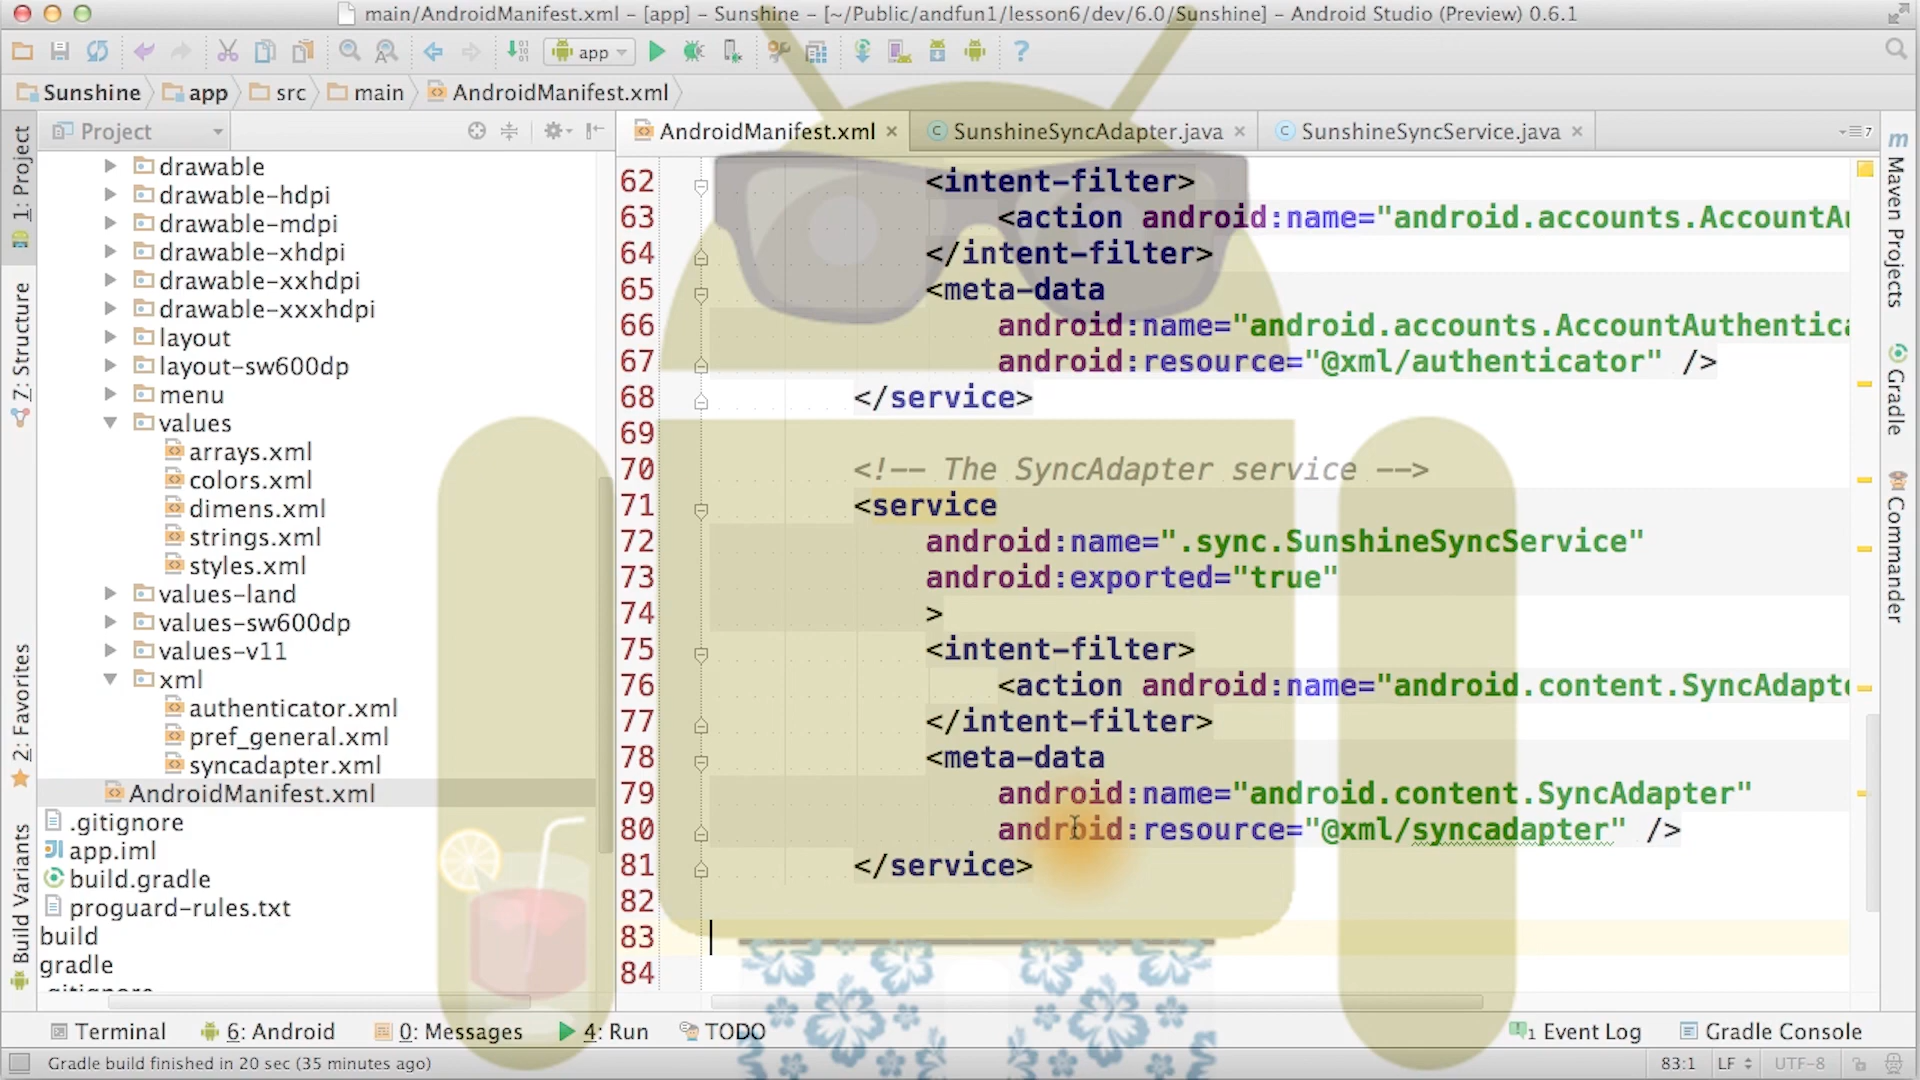 main/AndroidManifest.xml – [app] – Sunshine – [~/Public/andfun1/lesson6/dev/6.0/Sunshine] – Android Studio (Preview) 0.6.1
app
Sunshine app src main AndroidManifest.xml
Project
AndroidManifest.xml SunshineSyncAdapter.java SunshineSyncService.java 7
1: Project
7: Structure
2: Favorites
Build Variants
drawable
drawable-hdpi
drawable-mdpi
drawable-xhdpi
drawable-xxhdpi
drawable-xxxhdpi
layout
layout-sw600dp
menu
values
arrays.xml
colors.xml
dimens.xml
strings.xml
styles.xml
values-land
values-sw600dp
values-v11
xml
authenticator.xml
pref_general.xml
syncadapter.xml
AndroidManifest.xml
.gitignore
app.iml
build.gradle
proguard-rules.txt
build
gradle
62 <intent-filter>
63 <action android:name="android.accounts.AccountAu
64 </intent-filter>
65 <meta-data
66 android:name="android.accounts.AccountAuthentica
67 android:resource="@xml/authenticator" />
68 </service>
69
70 <!-- The SyncAdapter service -->
71 <service
72 android:name=".sync.SunshineSyncService"
73 android:exported="true"
74 >
75 <intent-filter>
76 <action android:name="android.content.SyncAdapte
77 </intent-filter>
78 <meta-data
79 android:name="android.content.SyncAdapter"
80 android:resource="@xml/syncadapter" />
81 </service>
82
83
84
Maven Projects
Gradle
Commander
Terminal 6: Android 0: Messages 4: Run TODO 1 Event Log Gradle Console
Gradle build finished in 20 sec (35 minutes ago) 83:1 LF UTF-8